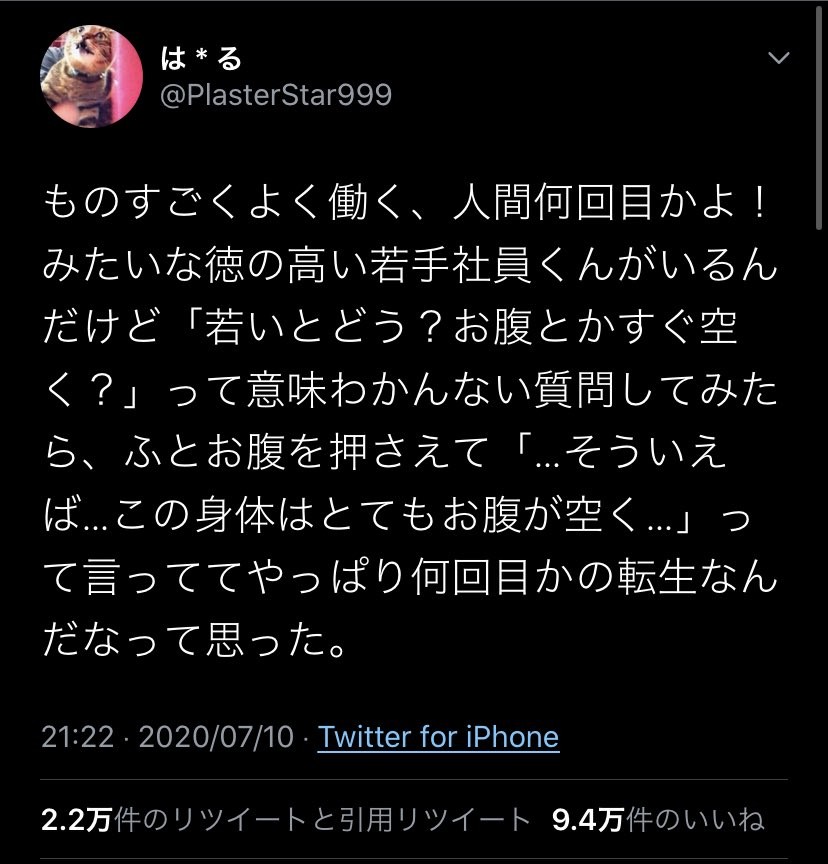 は*る
@PlasterStar999
ものすごくよく働く、人間何回目かよ！
みたいな徳の高い若手社員くんがいるん
だけど「若いとどう？お腹とかすぐ空
く？」って意味わかんない質問してみた
ら、ふとお腹を押さえて「…そういえ
ば…この身体はとてもお腹が空く…」っ
て言っててやっぱり何回目かの転生なん
だなって思った。
21:22 · 2020/07/10 · Twitter for iPhone
2.2万件のリツイートと引用リツイート 9.4万件のいいね